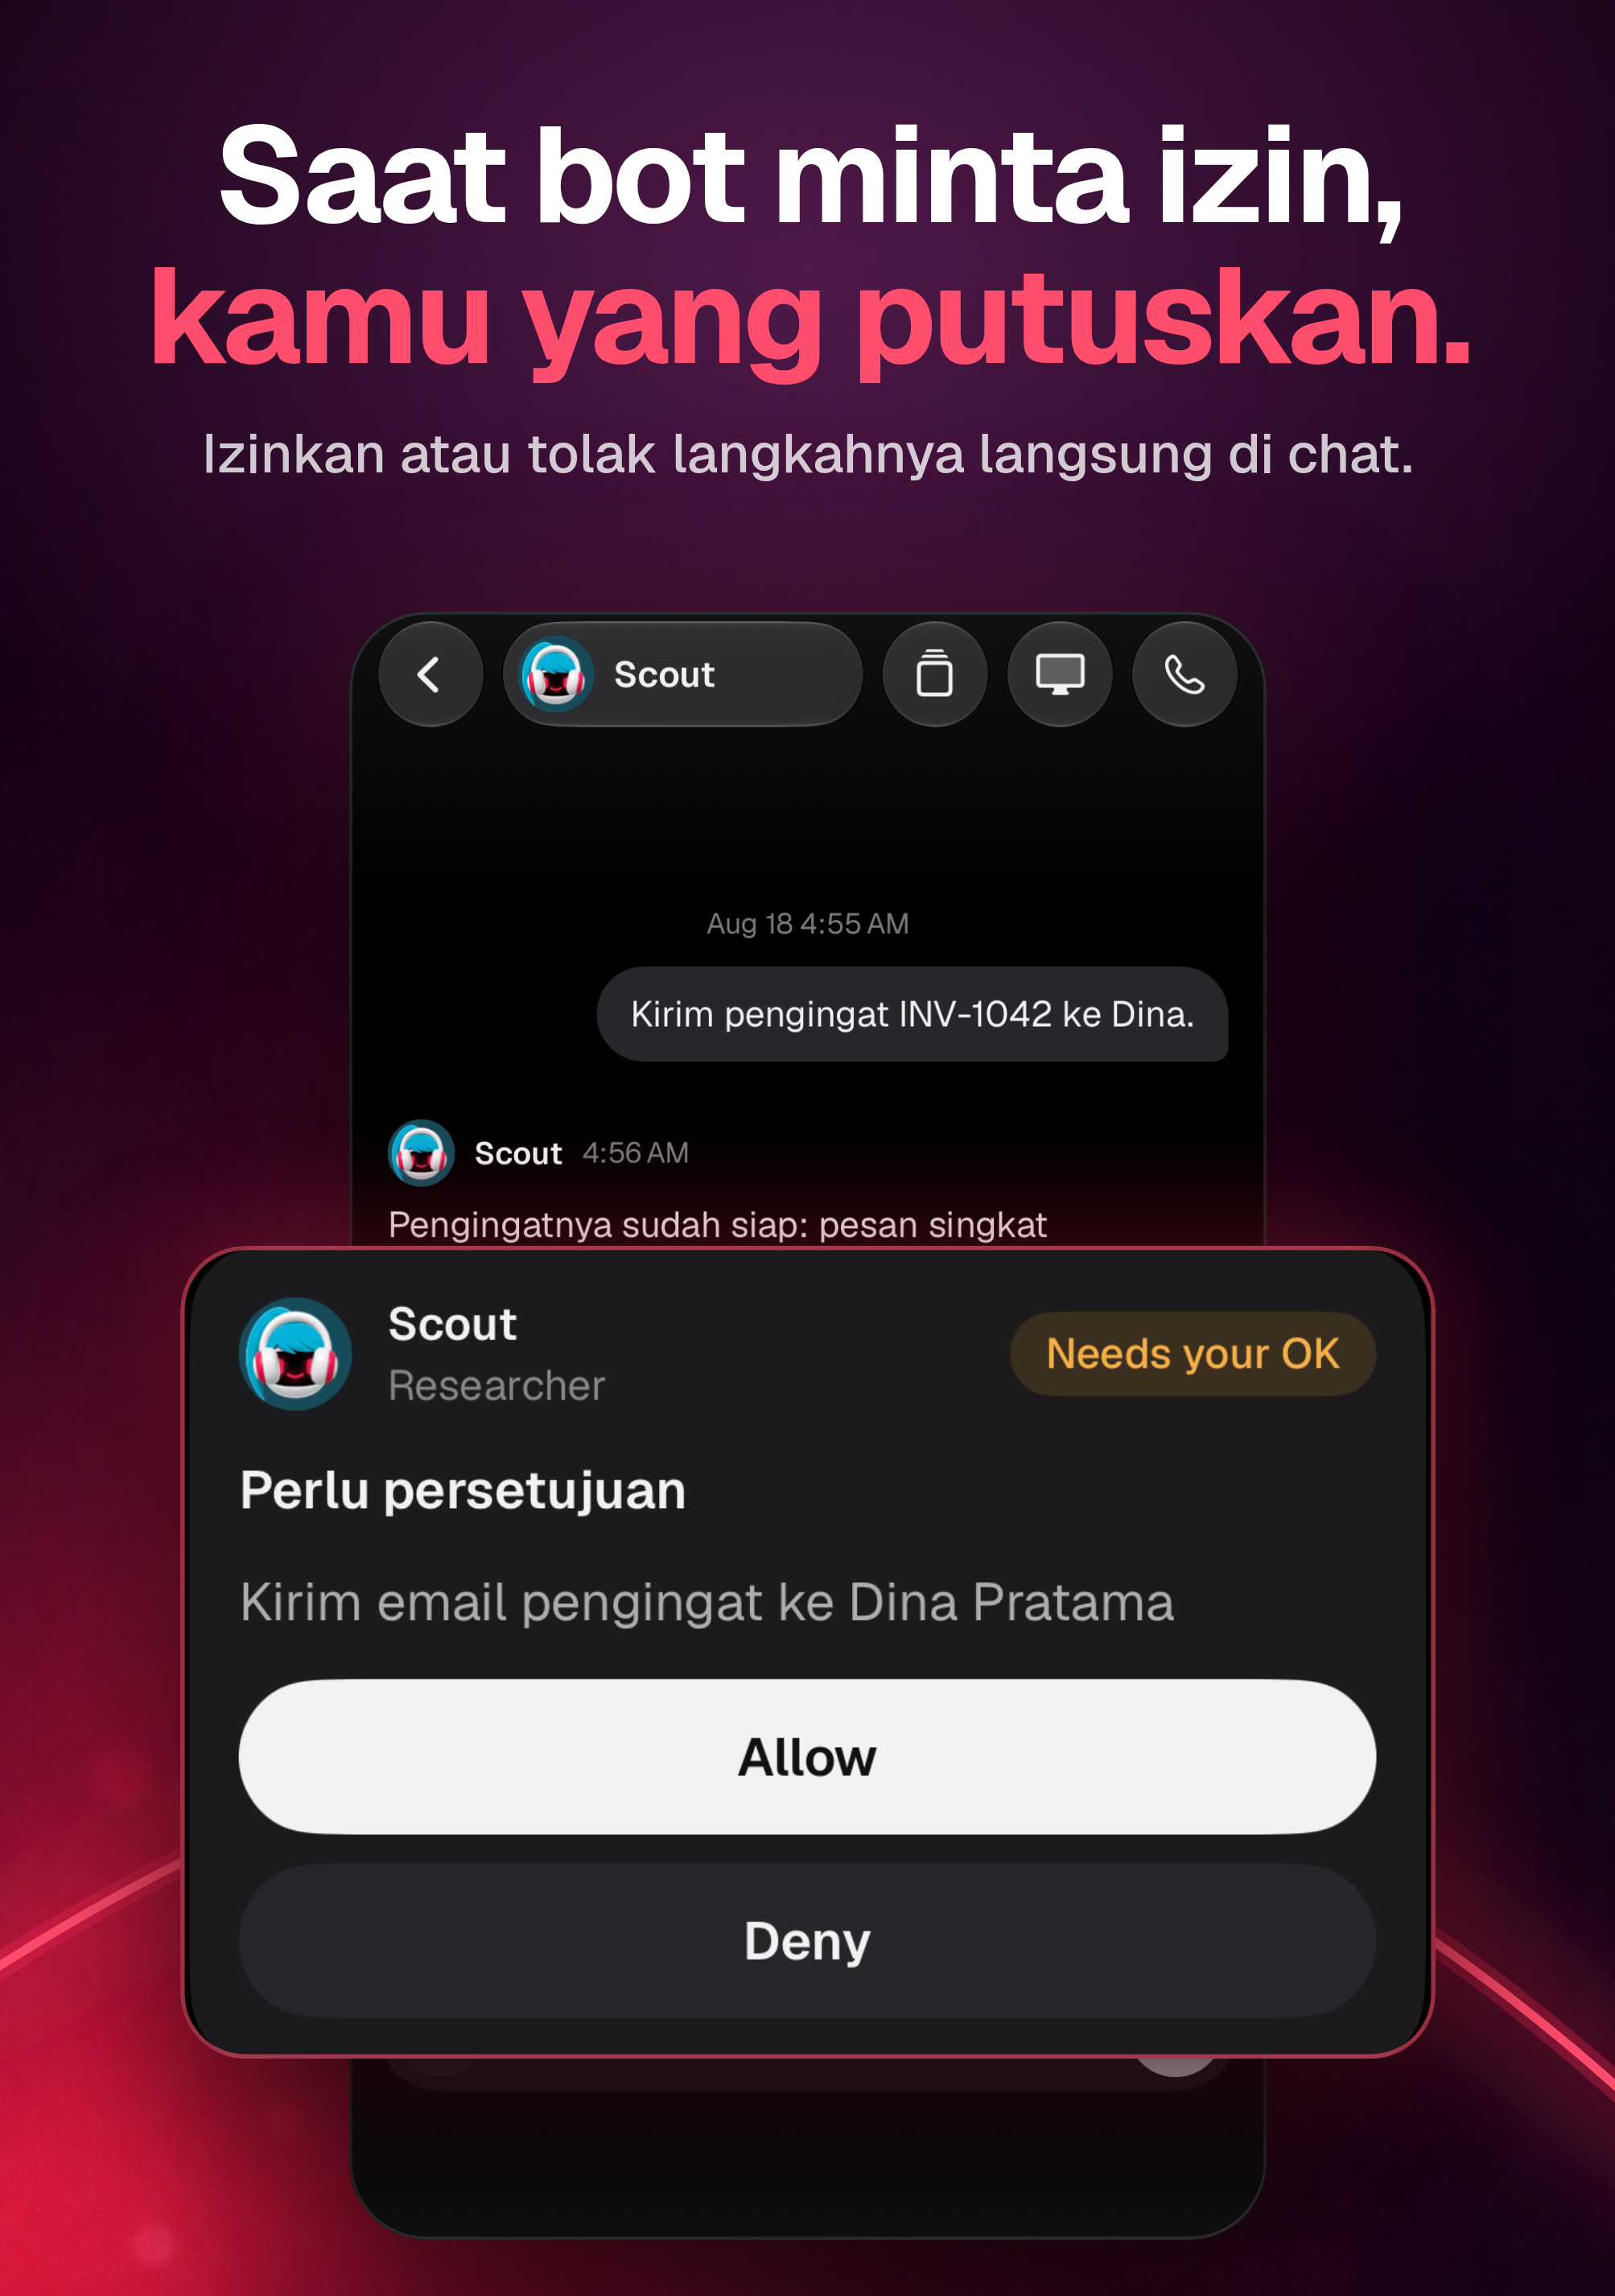 Saat bot minta izin,
kamu yang putuskan.
Izinkan atau tolak langkahnya langsung di chat.
Scout
Aug 18 4:55 AM
Kirim pengingat INV-1042 ke Dina.
Scout 4:56 AM
Pengingatnya sudah siap: pesan singkat
Scout
Researcher
Needs your OK
Perlu persetujuan
Kirim email pengingat ke Dina Pratama
Allow
Deny